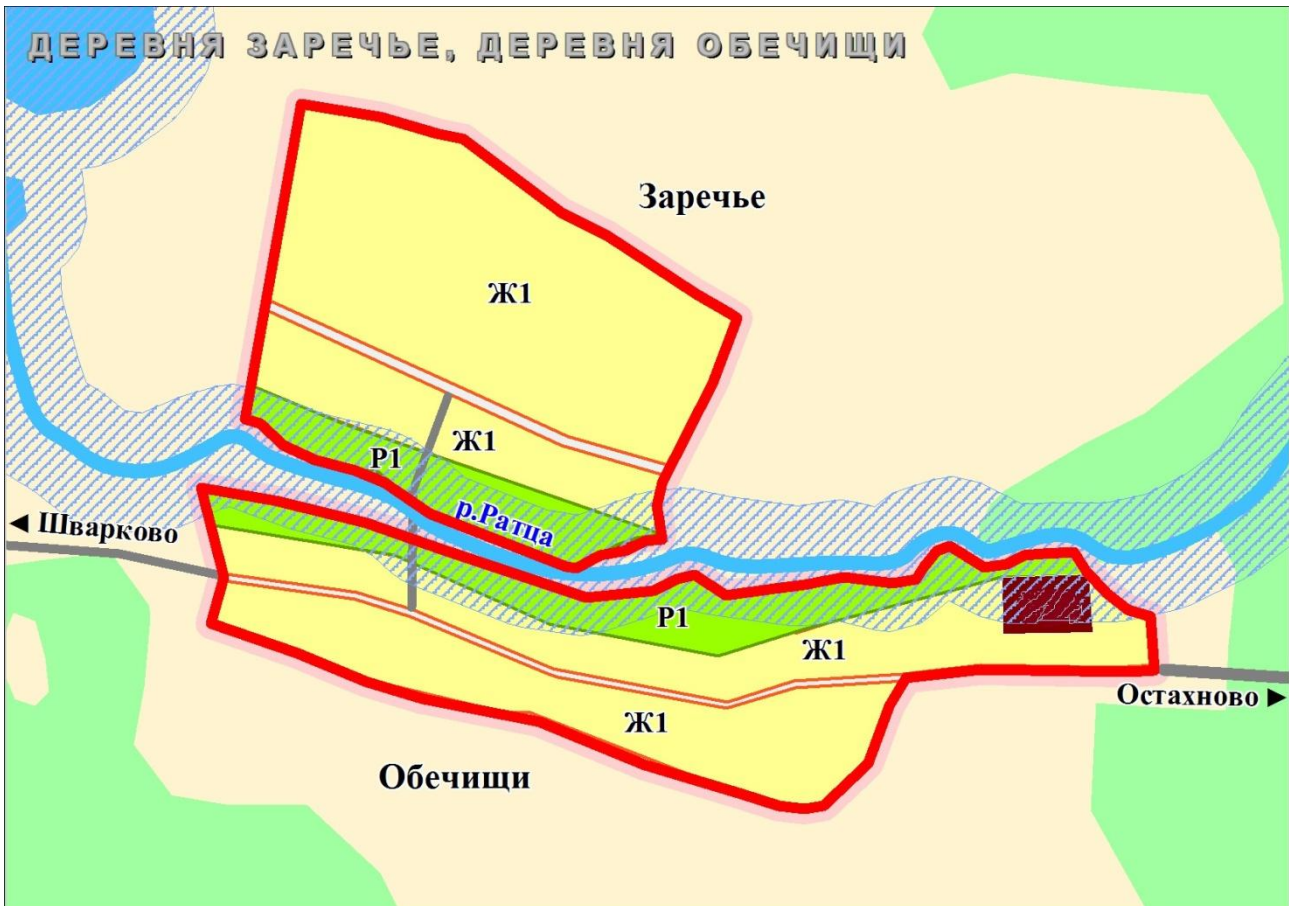 ДЕРЕВНЯ ЗАРЕЧЬЕ, ДЕРЕВНЯ ОБЕЧИЩИ
Заречье
Ж1
Ж1
Р1
р.Ратца
◄ Шварково
Р1
Ж1
Остахново ►
Ж1
Обечищи